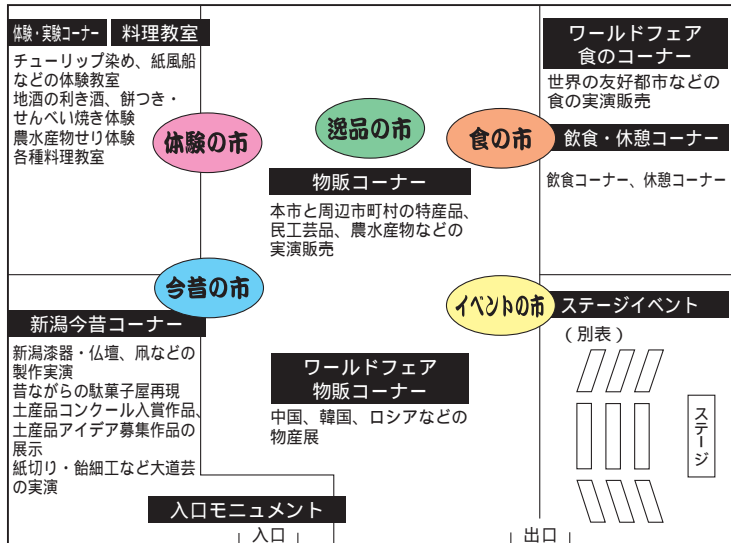 体験・実験コーナー
料理教室
チューリップ染め、紙風船
などの体験教室
地酒の利き酒、餅つき・
せんべい焼き体験
農水産物せり体験
各種料理教室
体験の市
逸品の市
物販コーナー
本市と周辺市町村の特産品、
民工芸品、農水産物などの
実演販売
ワールドフェア
食のコーナー
世界の友好都市などの
食の実演販売
食の市
飲食・休憩コーナー
飲食コーナー、休憩コーナー
今昔の市
新潟今昔コーナー
新潟漆器・仏壇、凧などの
製作実演
昔ながらの駄菓子屋再現
土産品コンクール入賞作品、
土産品アイデア募集作品の
展示
紙切り・飴細工など大道芸
の実演
ワールドフェア
物販コーナー
中国、韓国、ロシアなどの
物産展
イベントの市
ステージイベント
（別表）
ステージ
入口モニュメント
入口
出口